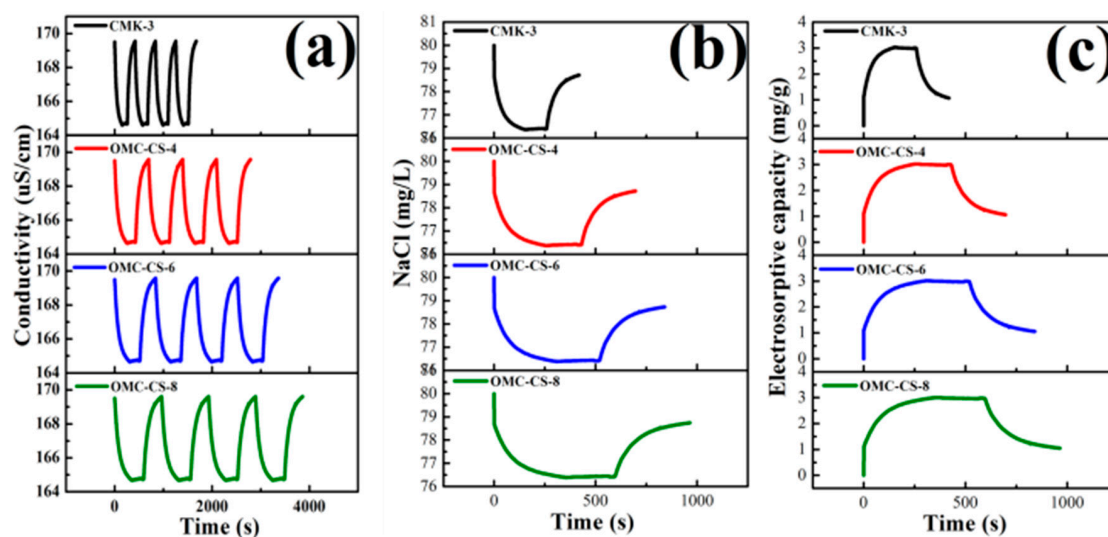 (a)
Conductivity (uS/cm)
CMK-3
170
168
166
164
OMC-CS-4
170
168
166
164
OMC-CS-6
170
168
166
164
OMC-CS-8
170
168
166
164
0 2000 4000
Time (s)
(b)
NaCl (mg/L)
CMK-3
81
80
79
78
77
OMC-CS-4
80
79
78
77
OMC-CS-6
80
79
78
77
OMC-CS-8
80
79
78
77
76
0 500 1000
Time (s)
(c)
Electrosorptive capacity (mg/g)
CMK-3
4
3
2
1
0
OMC-CS-4
4
3
2
1
0
OMC-CS-6
4
3
2
1
0
OMC-CS-8
4
3
2
1
0
0 500 1000
Time (s)